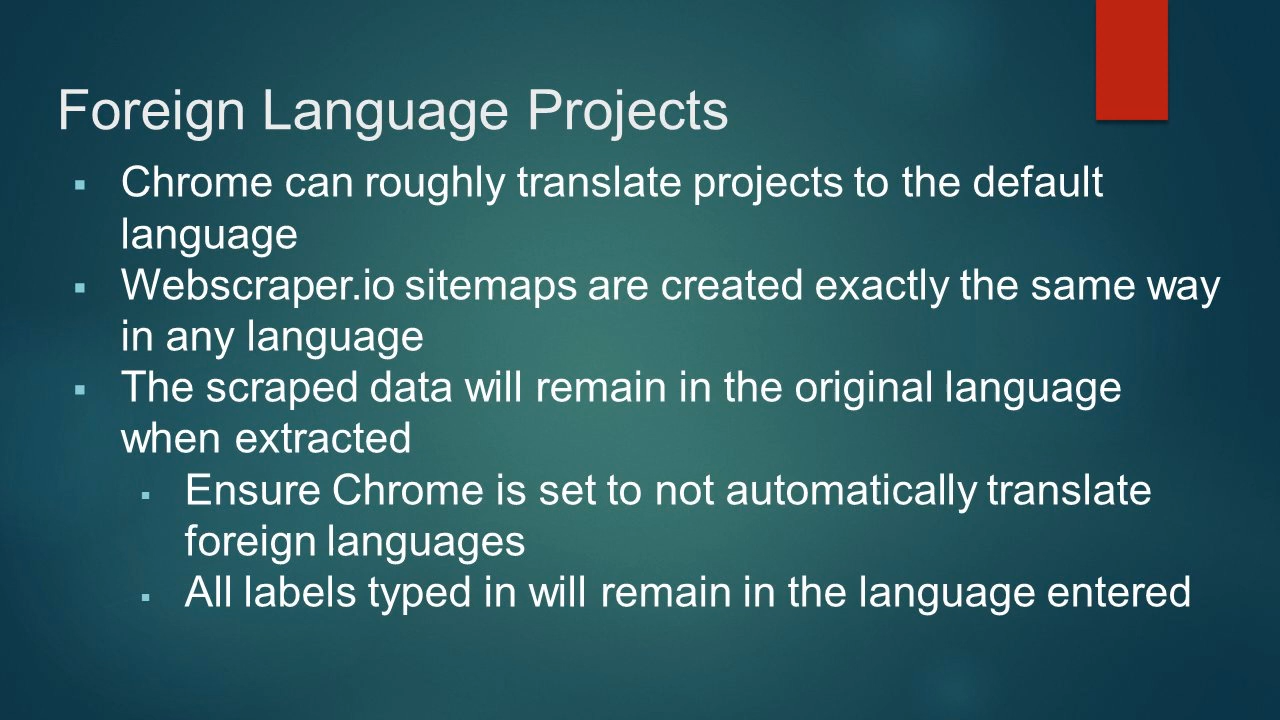 Foreign Language Projects
▪ Chrome can roughly translate projects to the default
language
▪ Webscraper.io sitemaps are created exactly the same way
in any language
▪ The scraped data will remain in the original language
when extracted
▪ Ensure Chrome is set to not automatically translate
foreign languages
▪ All labels typed in will remain in the language entered